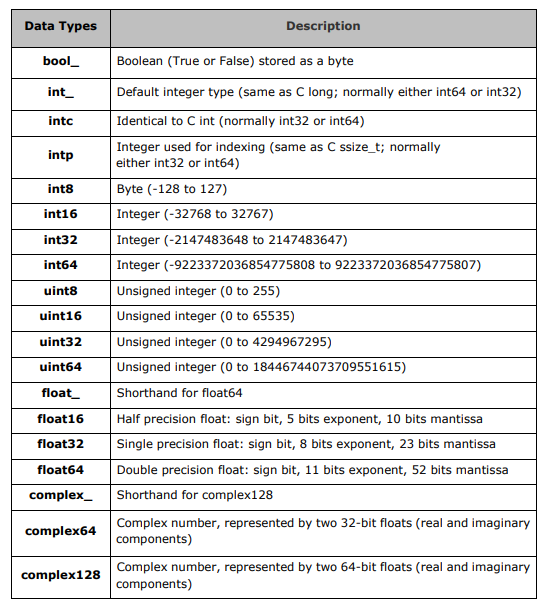 Data Types Description
bool_ Boolean (True or False) stored as a byte
int_ Default integer type (same as C long; normally either int64 or int32)
intc Identical to C int (normally int32 or int64)
intp Integer used for indexing (same as C ssize_t; normally
either int32 or int64)
int8 Byte (-128 to 127)
int16 Integer (-32768 to 32767)
int32 Integer (-2147483648 to 2147483647)
int64 Integer (-9223372036854775808 to 9223372036854775807)
uint8 Unsigned integer (0 to 255)
uint16 Unsigned integer (0 to 65535)
uint32 Unsigned integer (0 to 4294967295)
uint64 Unsigned integer (0 to 18446744073709551615)
float_ Shorthand for float64
float16 Half precision float: sign bit, 5 bits exponent, 10 bits mantissa
float32 Single precision float: sign bit, 8 bits exponent, 23 bits mantissa
float64 Double precision float: sign bit, 11 bits exponent, 52 bits mantissa
complex_ Shorthand for complex128
complex64 Complex number, represented by two 32-bit floats (real and imaginary
components)
complex128 Complex number, represented by two 64-bit floats (real and imaginary
components)